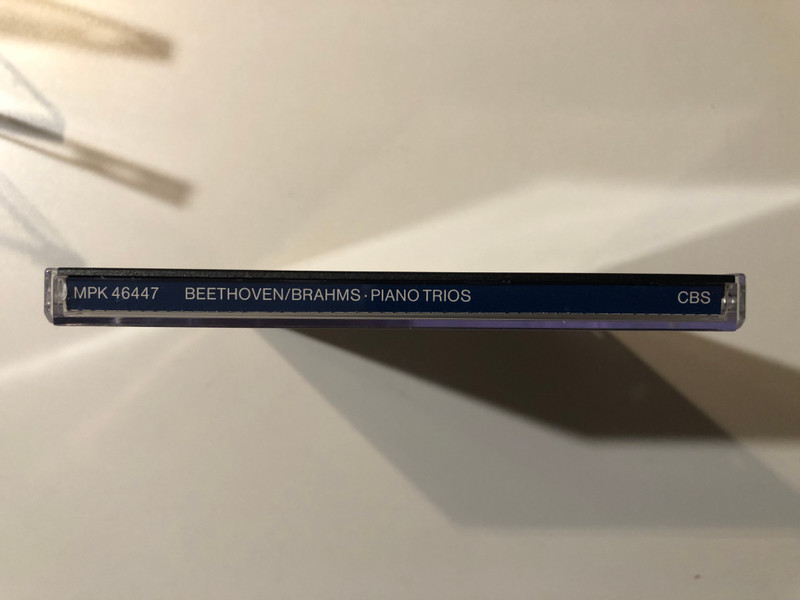 MPK 46447 BEETHOVEN/BRAHMS · PIANO TRIOS CBS